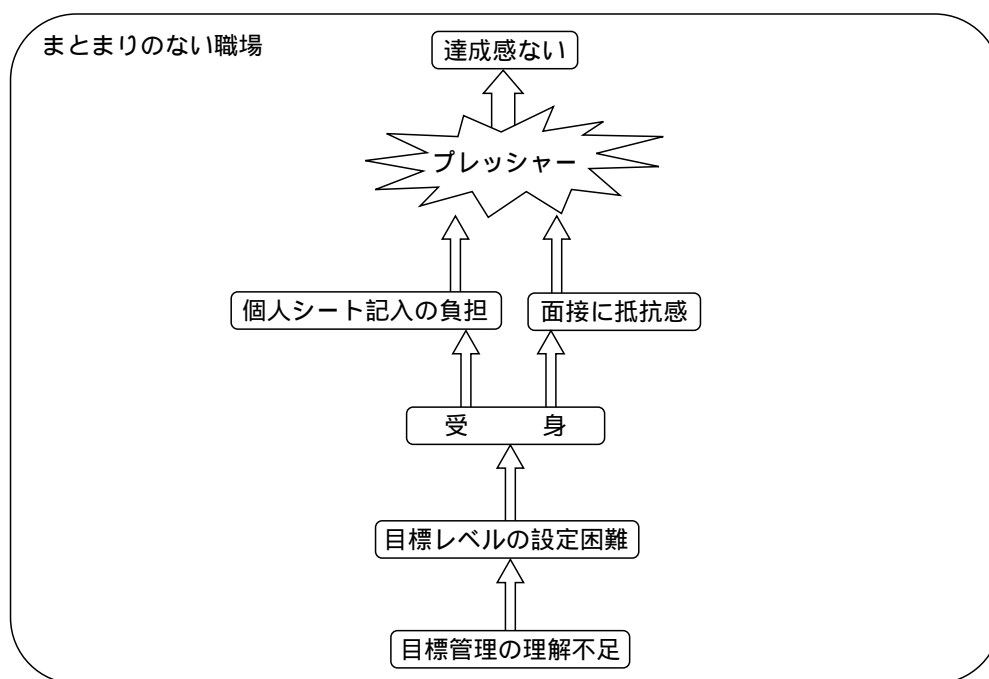 まとまりのない職場
達成感ない
プレッシャー
個人シート記入の負担
面接に抵抗感
受 身
目標レベルの設定困難
目標管理の理解不足